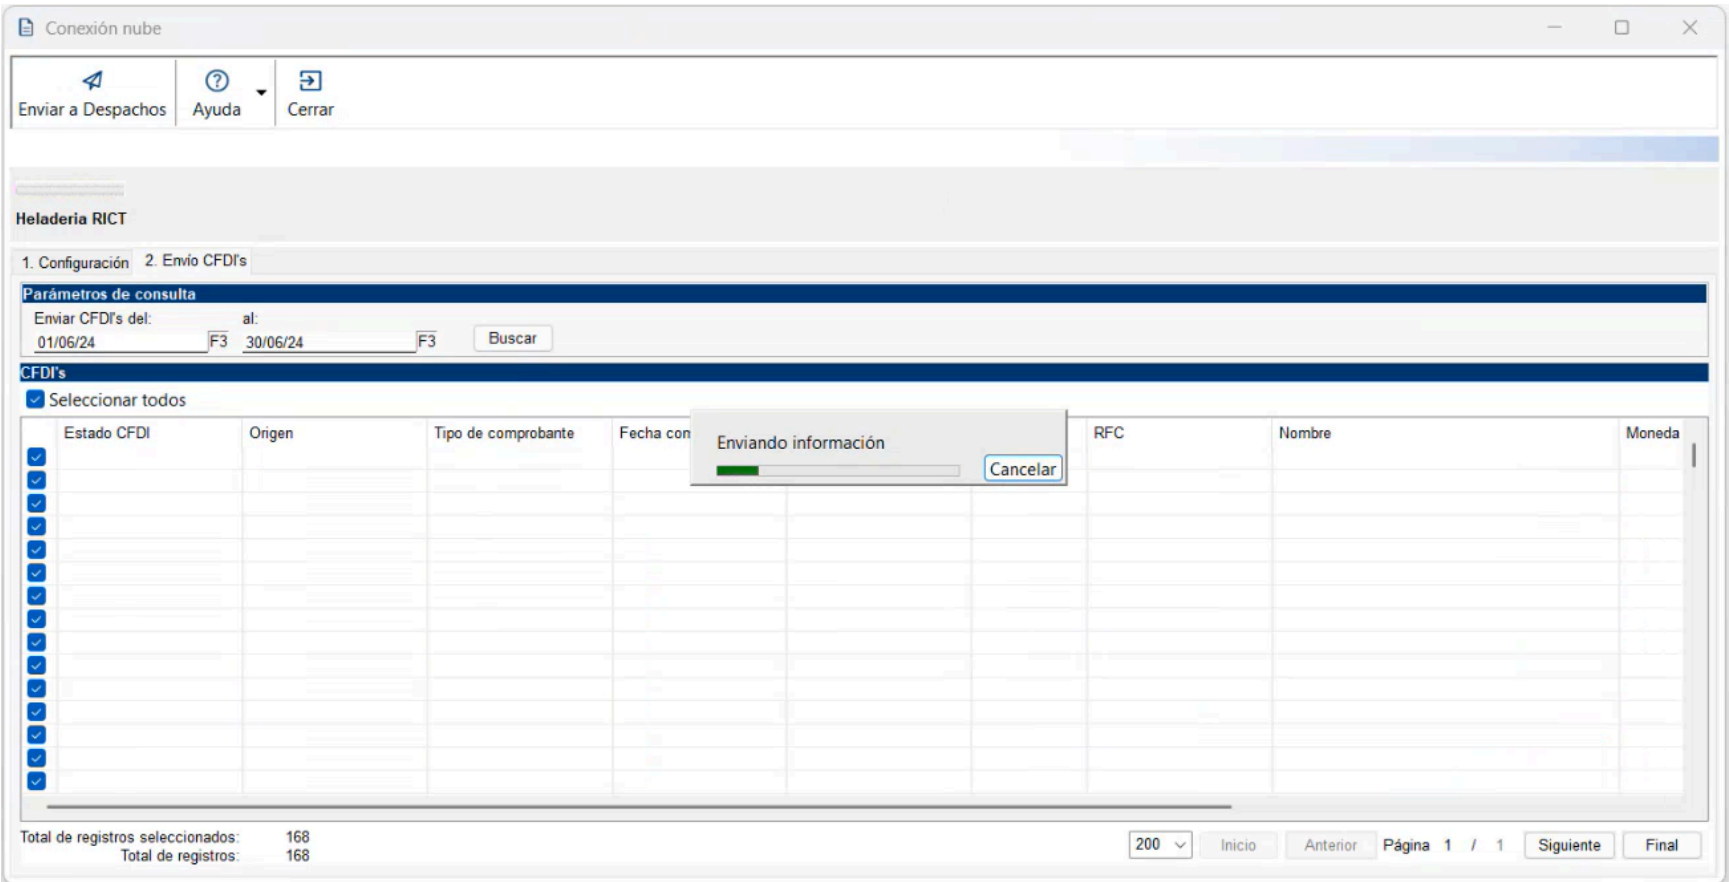 Conexión nube
Enviar a Despachos Ayuda Cerrar
Heladeria RICT
1. Configuración 2. Envío CFDI's
Parámetros de consulta
Enviar CFDI's del: al:
01/06/24 F3 30/06/24 F3 Buscar
CFDI's
Seleccionar todos
Estado CFDI Origen Tipo de comprobante Fecha com RFC Nombre Moneda
Enviando información
Cancelar
Total de registros seleccionados: 168
Total de registros: 168
200 Inicio Anterior Página 1 / 1 Siguiente Final